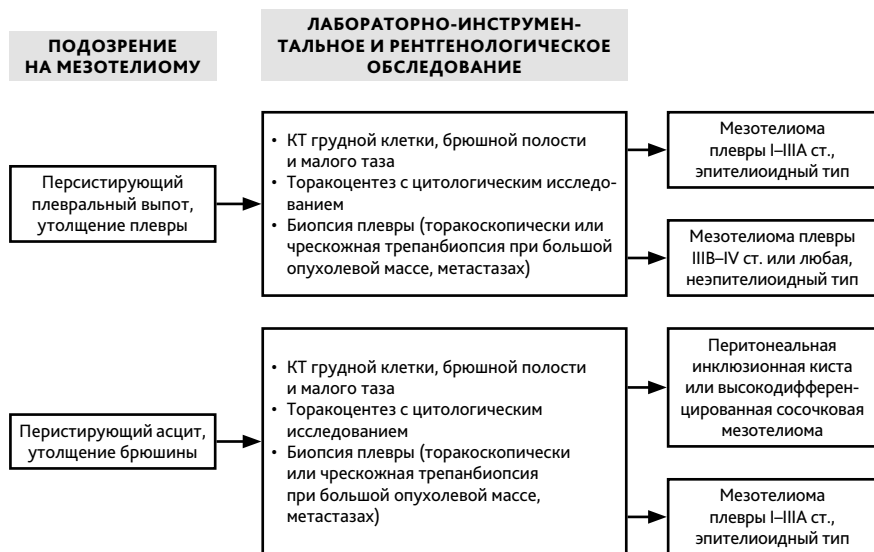 ПОДОЗРЕНИЕ
НА МЕЗОТЕЛИОМУ
ЛАБОРАТОРНО-ИНСТРУМЕН-
ТАЛЬНОЕ И РЕНТГЕНОЛОГИЧЕСКОЕ
ОБСЛЕДОВАНИЕ
Персистирующий
плевральный выпот,
утолщение плевры
• КТ грудной клетки, брюшной полости
и малого таза
• Торакоцентез с цитологическим исследо-
ванием
• Биопсия плевры (торакоскопически или
чрескожная трепанбиопсия при большой
опухолевой массе, метастазах)
Мезотелиома
плевры I–IIIA ст.,
эпителиоидный тип
Мезотелиома плевры
IIIB–IV ст. или любая,
неэпителиоидный тип
Перистирующий асцит,
утолщение брюшины
• КТ грудной клетки, брюшной полости
и малого таза
• Торакоцентез с цитологическим
исследованием
• Биопсия плевры (торакоскопически
или чрескожная трепанбиопсия
при большой опухолевой массе,
метастазах)
Перитонеальная
инклюзионная киста
или высокодифферен-
цированная сосочковая
мезотелиома
Мезотелиома
плевры I–IIIA ст.,
эпителиоидный тип